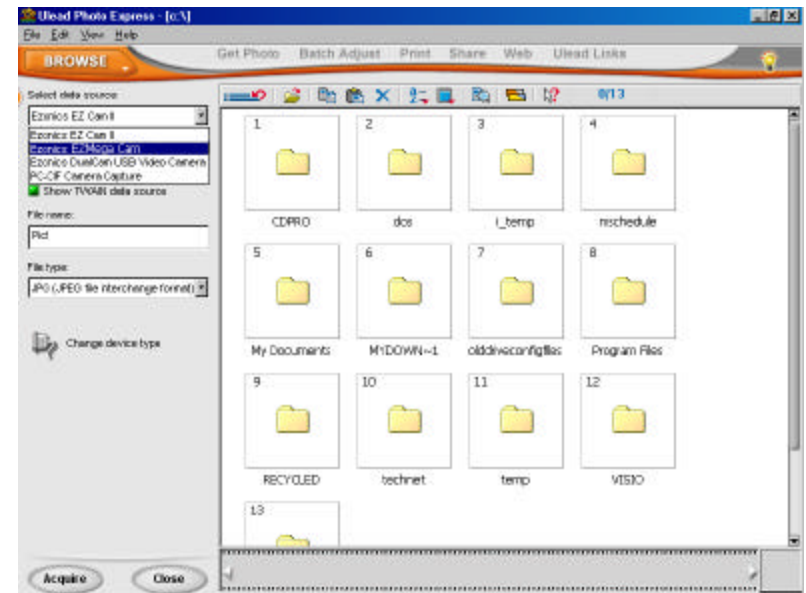 Ulead Photo Express - [c:\]
File Edit View Help
BROWSE
Get Photo Batch Adjust Print Share Web Ulead Links
Select data source:
Ezonics EZ Cam II
Ezonics EZ Cam II
Ezonics EZMega Cam
Ezonics DualCam USB Video Camera
PC-CIF Camera Capture
Show TWAIN data source
File name:
Pict
File type:
JPG (JPEG file interchange format)
Change device type
Acquire Close
0/13
1 2 3 4
CDPRO dos i_temp mschedule
5 6 7 8
My Documents MYDOWN~1 olddriveconfigfiles Program Files
9 10 11 12
RECYCLED technet temp VISIO
13